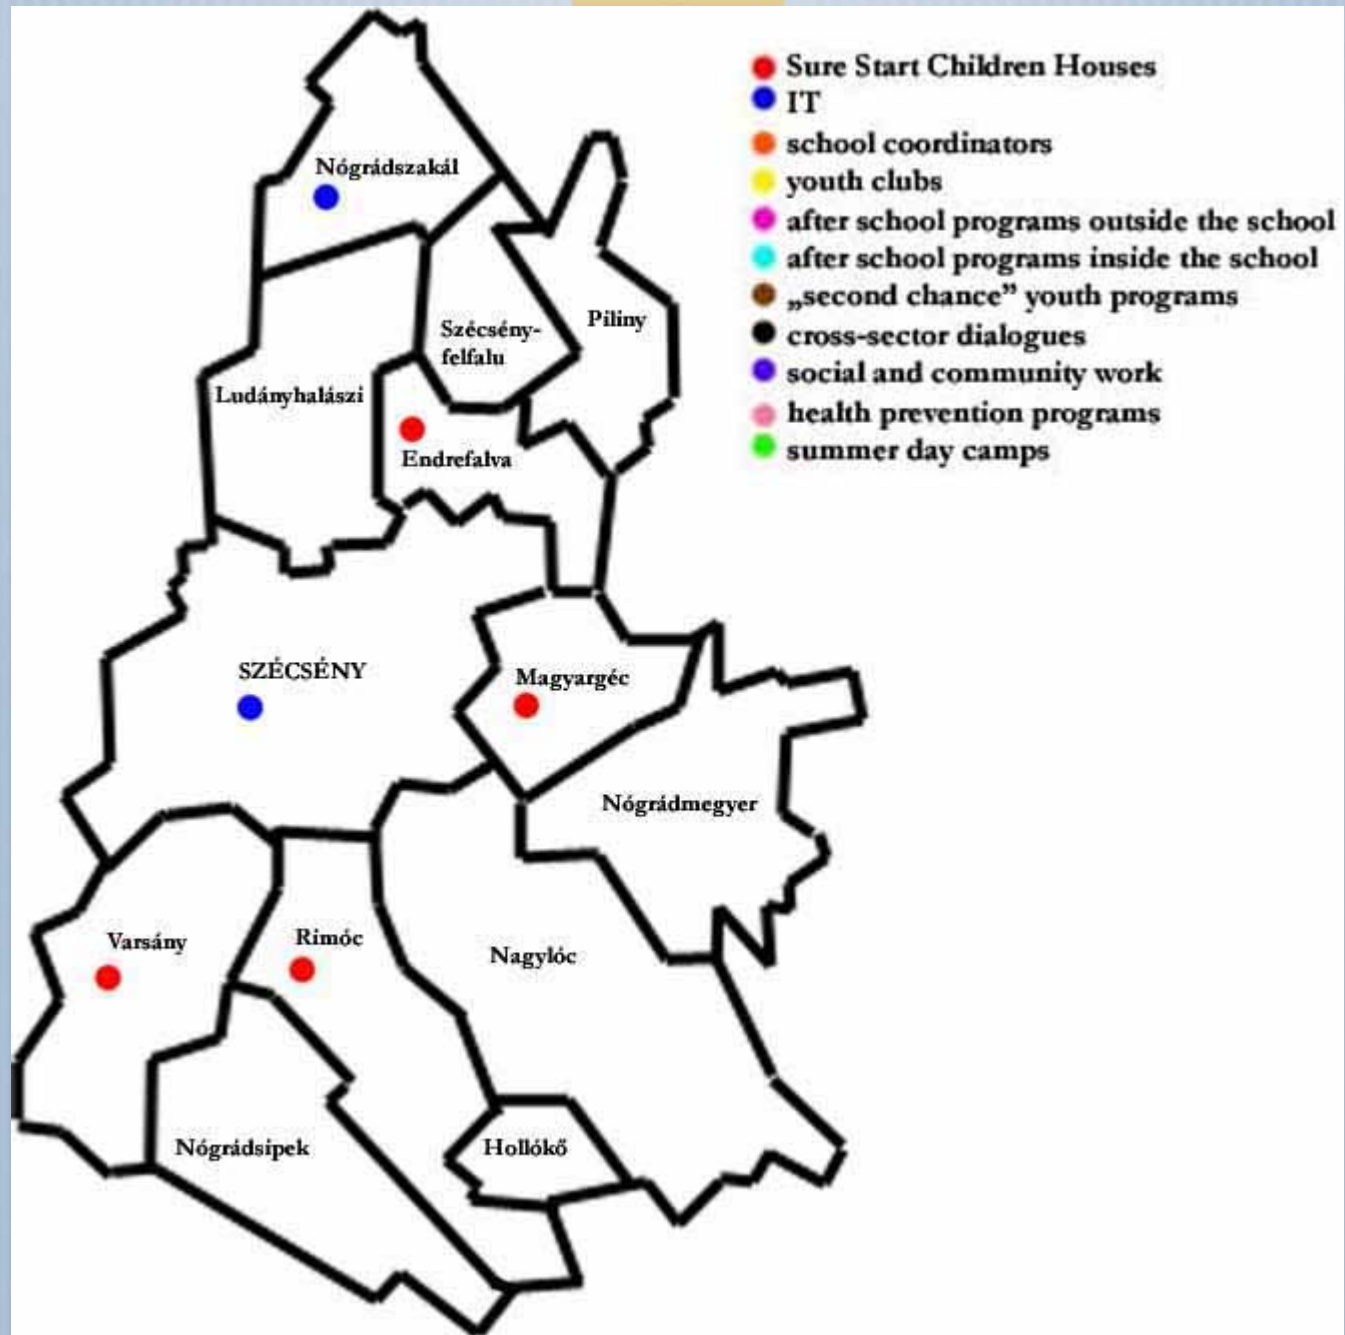 Sure Start Children Houses
IT
school coordinators
youth clubs
after school programs outside the school
after school programs inside the school
„second chance” youth programs
cross-sector dialogues
social and community work
health prevention programs
summer day camps
Nógrádszakál
Szécsény-
felfalu
Piliny
Ludányhalászi
Endrefalva
SZÉCSÉNY
Magyargéc
Nógrádmegyer
Varsány
Rimóc
Nagylóc
Nógrádsipek
Hollókő